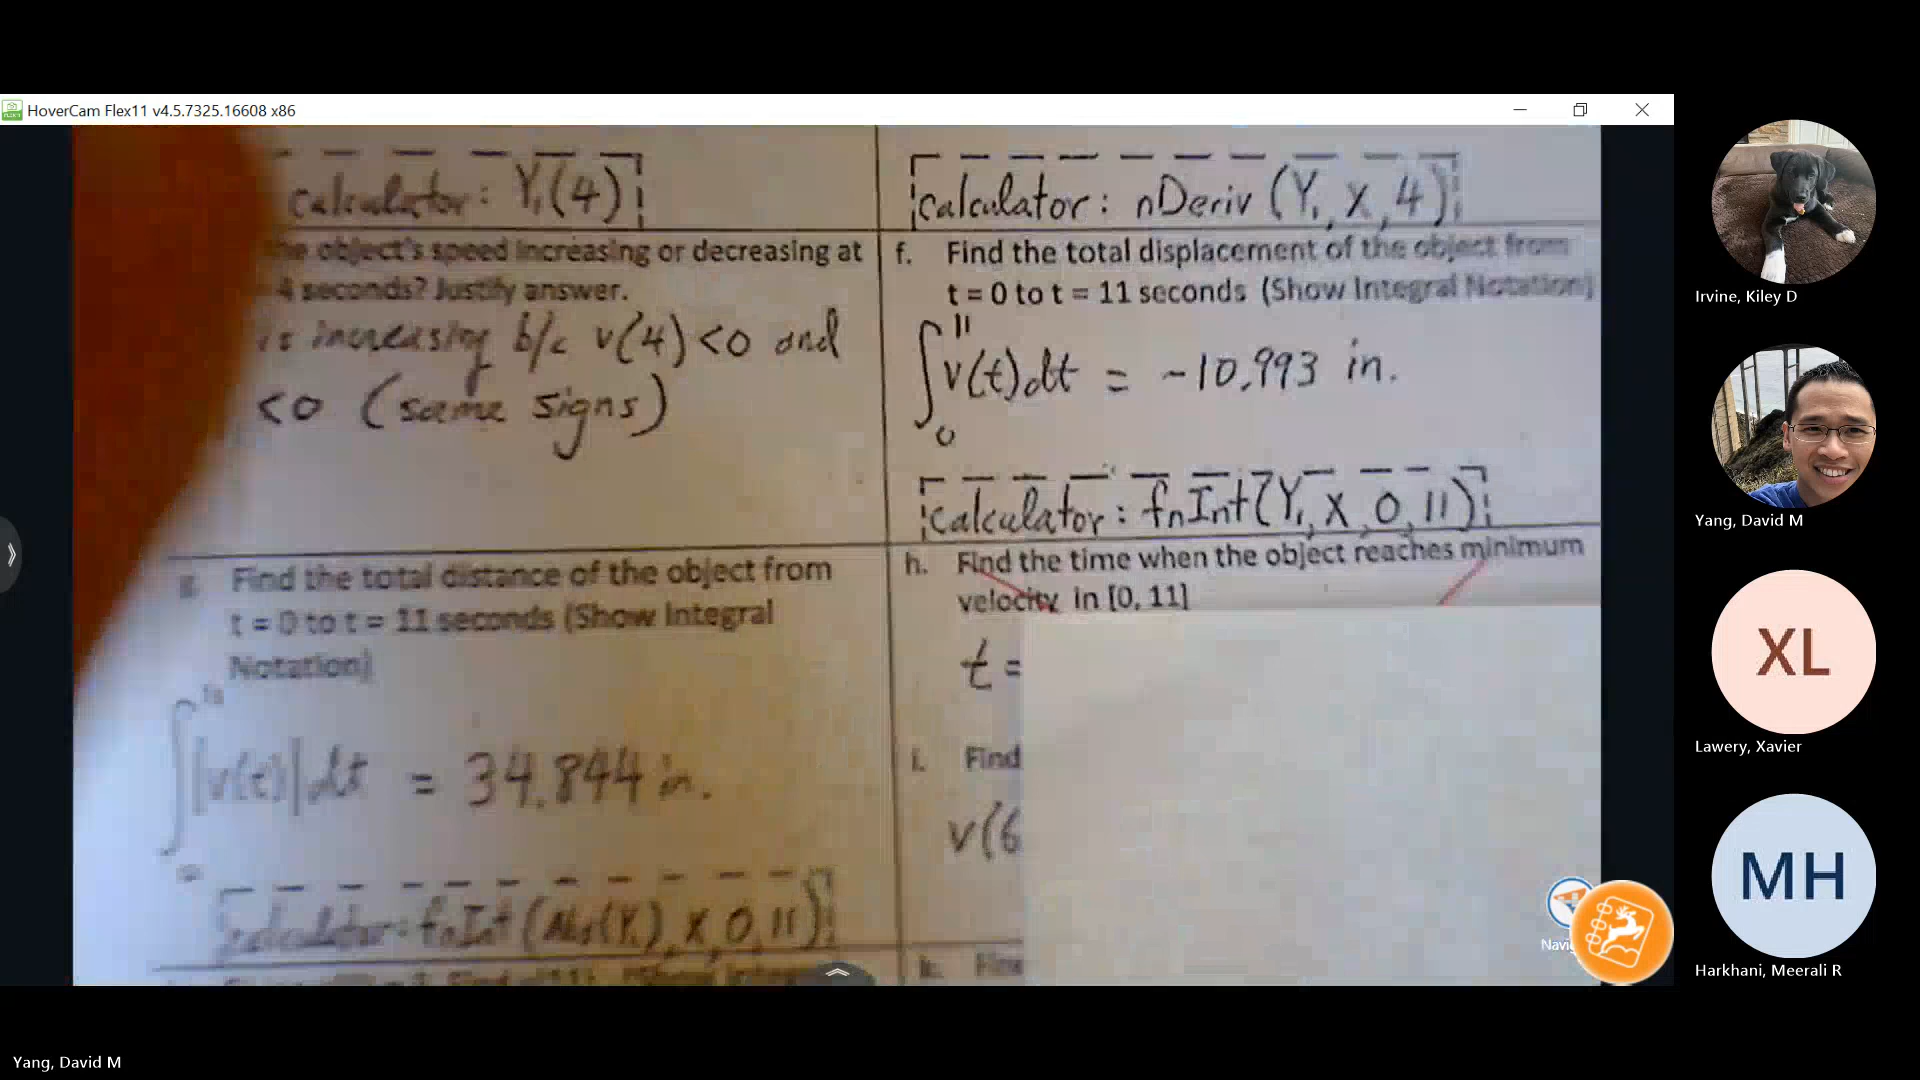 HoverCam Flex11 v4.5.7325.16608 x86
calculator: Y₁(4)
calculator: nDeriv (Y₁, X, 4)
he object's speed increasing or decreasing at
4 seconds? Justify answer.
is increasing b/c v(4) <0 and
<0 (same signs)
f. Find the total displacement of the object from
t = 0 to t = 11 seconds (Show Integral Notation)
∫₀¹¹ v(t)dt = -10.993 in.
calculator: fnInt(Y₁, X, 0, 11)
g. Find the total distance of the object from
t = 0 to t = 11 seconds (Show Integral
Notation)
∫ |v(t)| dt = 34.844 in.
calculator: fnInt (Abs(Y₁), X, 0, 11)
h. Find the time when the object reaches minimum
velocity in [0, 11]
t =
i. Find
v(6
k.
Navi
Irvine, Kiley D
Yang, David M
XL
Lawery, Xavier
MH
Harkhani, Meerali R
Yang, David M